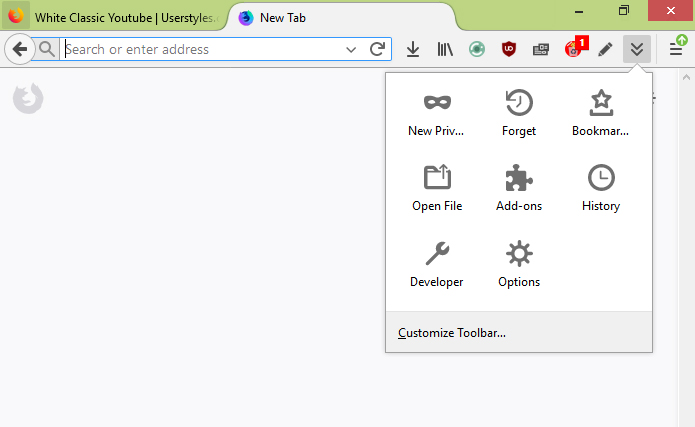 White Classic Youtube | Userstyles.
New Tab
Search or enter address
UD
1
New Priv...
Forget
Bookmar...
Open File
Add-ons
History
Developer
Options
Customize Toolbar...